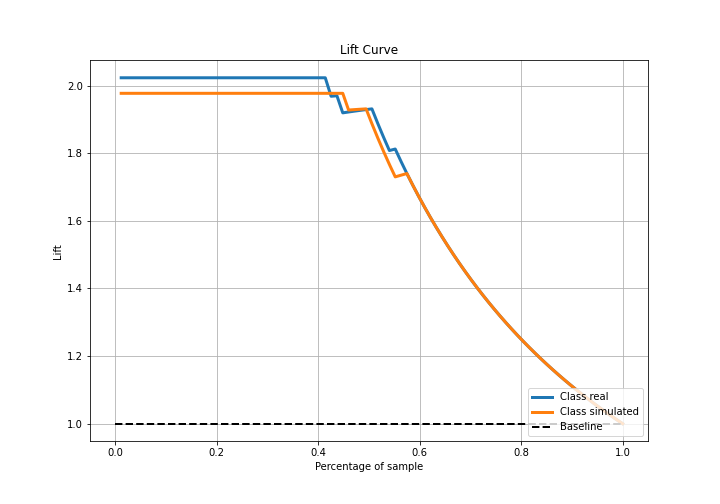 Lift Curve
2.0
1.8
1.6
1.4
1.2
1.0
Lift
0.0 0.2 0.4 0.6 0.8 1.0
Percentage of sample
Class real
Class simulated
Baseline